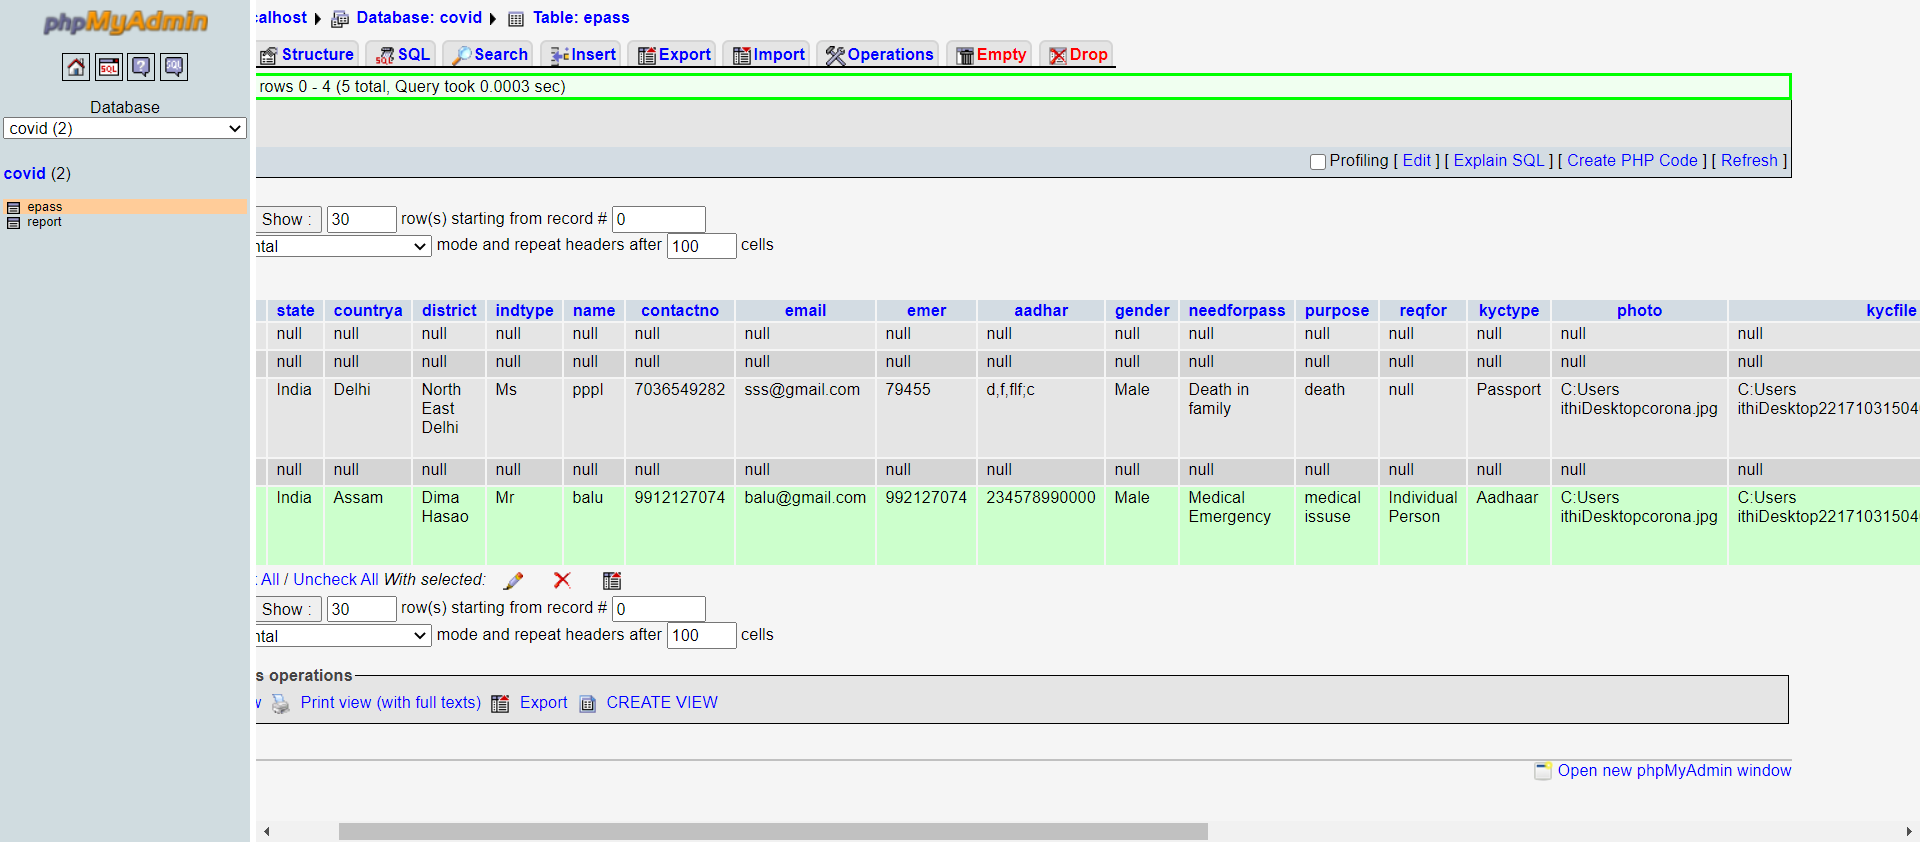 phpMyAdmin
SQL
SQL
Database
covid (2)
covid (2)
epass
report
calhost ▶ Database: covid ▶ Table: epass
Structure SQL Search Insert Export Import Operations Empty Drop
rows 0 - 4 (5 total, Query took 0.0003 sec)
Profiling [ Edit ] [ Explain SQL ] [ Create PHP Code ] [ Refresh ]
Show : 30 row(s) starting from record # 0
ntal mode and repeat headers after 100 cells
state countrya district indtype name contactno email emer aadhar gender needforpass purpose reqfor kyctype photo kycfile
null null null null null null null null null null null null null null null null
null null null null null null null null null null null null null null null null
India Delhi North Ms pppl 7036549282 sss@gmail.com 79455 d,f,flf;c Male Death in death null Passport C:Users C:Users
East family ithiDesktopcorona.jpg ithiDesktop22171031504
Delhi
null null null null null null null null null null null null null null null null
India Assam Dima Mr balu 9912127074 balu@gmail.com 992127074 234578990000 Male Medical medical Individual Aadhaar C:Users C:Users
Hasao Emergency issuse Person ithiDesktopcorona.jpg ithiDesktop22171031504
All / Uncheck All With selected:
Show : 30 row(s) starting from record # 0
ntal mode and repeat headers after 100 cells
s operations
w Print view (with full texts) Export CREATE VIEW
Open new phpMyAdmin window